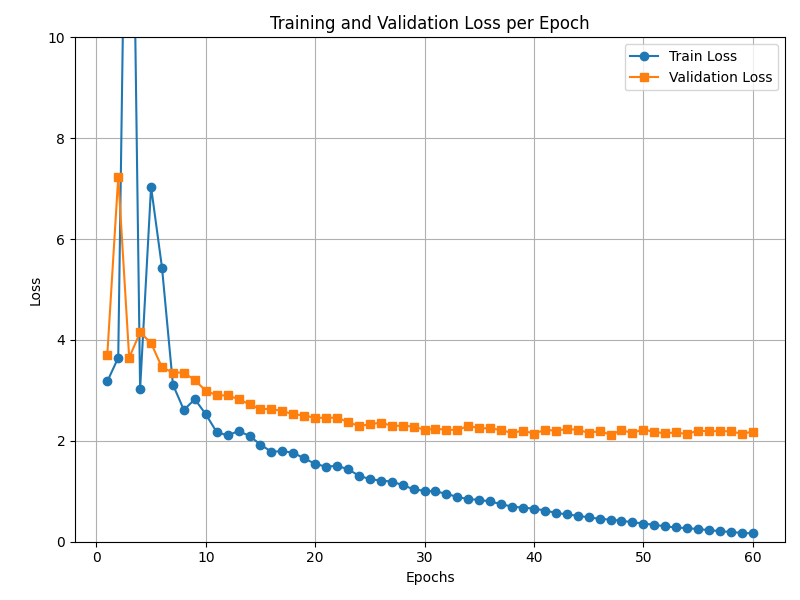 Training and Validation Loss per Epoch
Train Loss
Validation Loss
Loss
10
8
6
4
2
0
0 10 20 30 40 50 60
Epochs